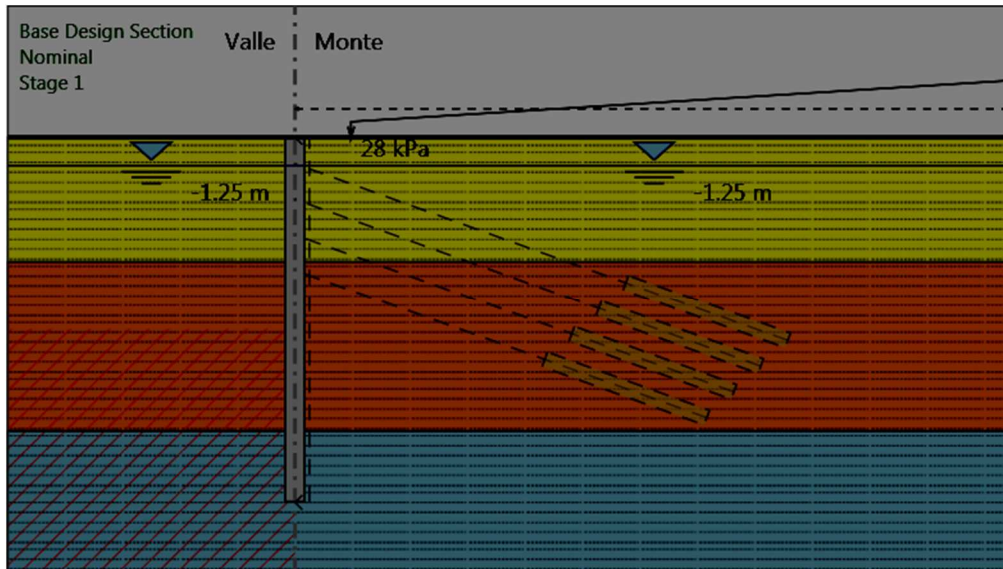 Base Design Section
Nominal
Stage 1
Valle Monte
28 kPa
-1.25 m -1.25 m